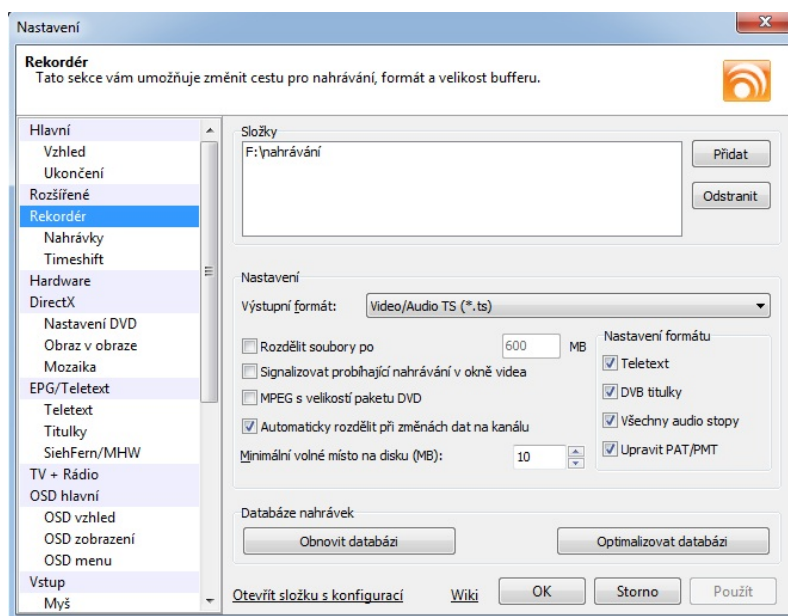 Nastavení
Rekordér
Tato sekce vám umožňuje změnit cestu pro nahrávání, formát a velikost bufferu.
Hlavní
Vzhled
Ukončení
Rozšířené
Rekordér
Nahrávky
Timeshift
Hardware
DirectX
Nastavení DVD
Obraz v obraze
Mozaika
EPG/Teletext
Teletext
Titulky
SiehFern/MHW
TV + Rádio
OSD hlavní
OSD vzhled
OSD zobrazení
OSD menu
Vstup
Myš
Složky
F:\nahrávání
Přidat
Odstranit
Nastavení
Výstupní formát: Video/Audio TS (*.ts)
Rozdělit soubory po 600 MB
Signalizovat probíhající nahrávání v okně videa
MPEG s velikostí paketu DVD
Automaticky rozdělit při změnách dat na kanálu
Minimální volné místo na disku (MB): 10
Nastavení formátu
Teletext
DVB titulky
Všechny audio stopy
Upravit PAT/PMT
Databáze nahrávek
Obnovit databázi Optimalizovat databázi
Otevřít složku s konfigurací Wiki OK Storno Použít